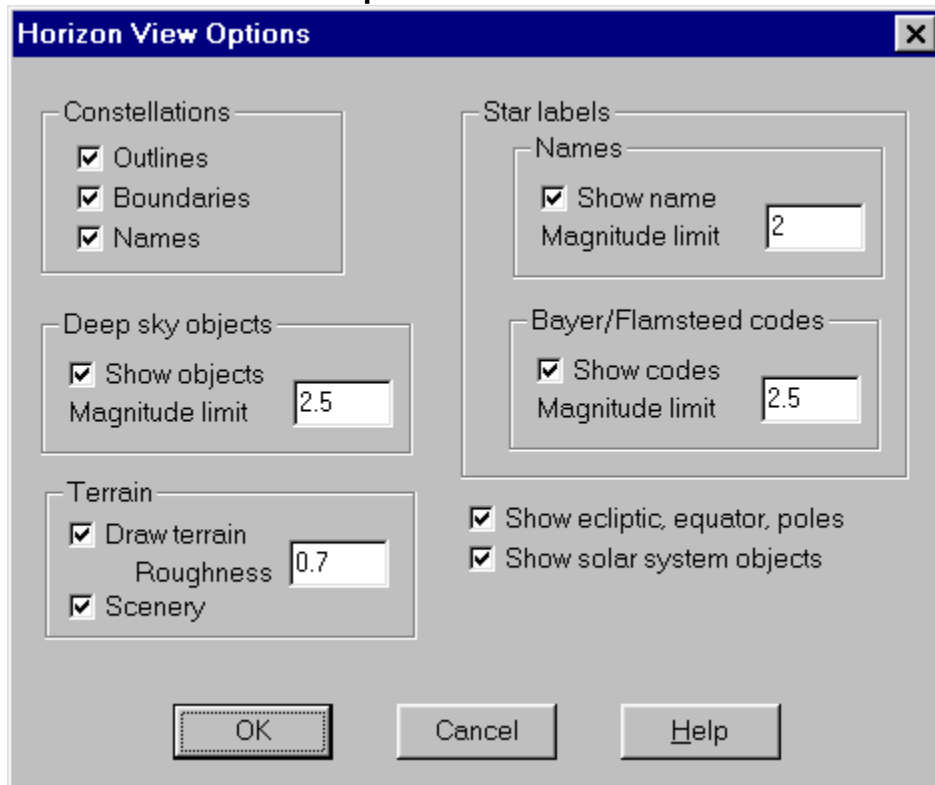 Horizon View Options
Constellations
Outlines
Boundaries
Names
Deep sky objects
Show objects
Magnitude limit 2.5
Terrain
Draw terrain
Roughness 0.7
Scenery
Star labels
Names
Show name
Magnitude limit 2
Bayer/Flamsteed codes
Show codes
Magnitude limit 2.5
Show ecliptic, equator, poles
Show solar system objects
OK Cancel Help